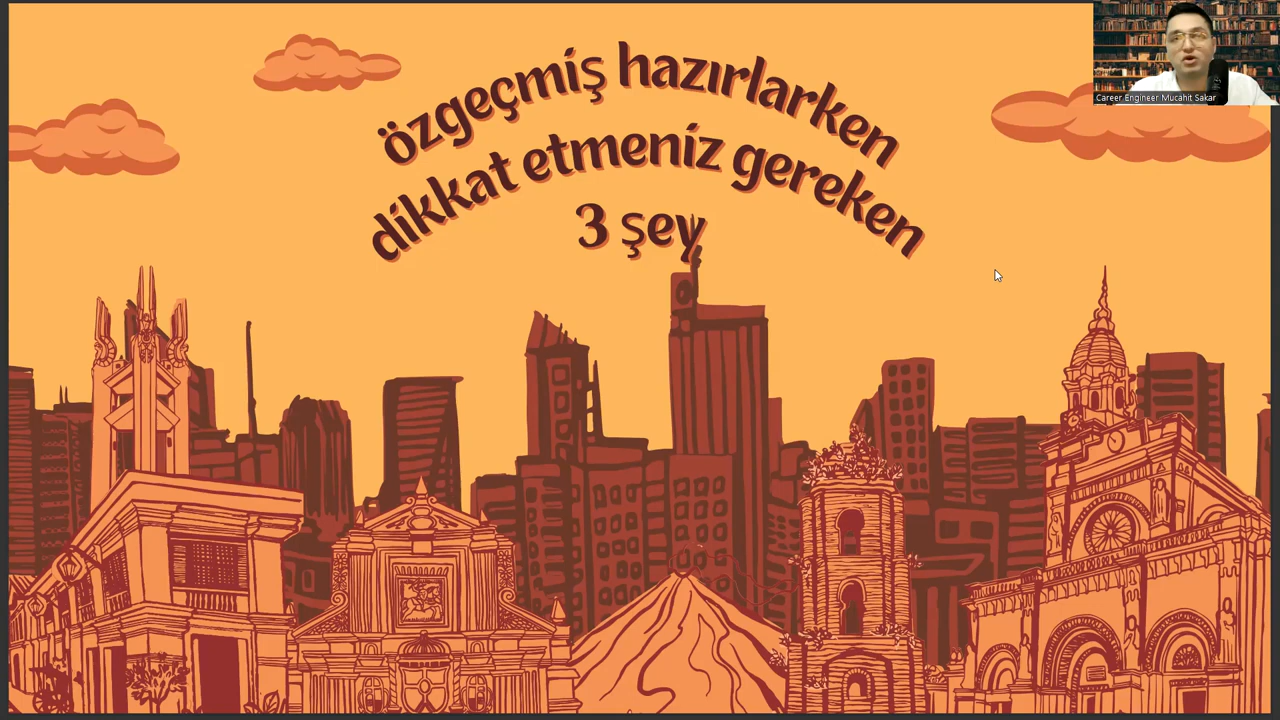 özgeçmiş hazırlarken
dikkat etmeniz gereken
3 şey
Career Engineer Mucahit Sakar